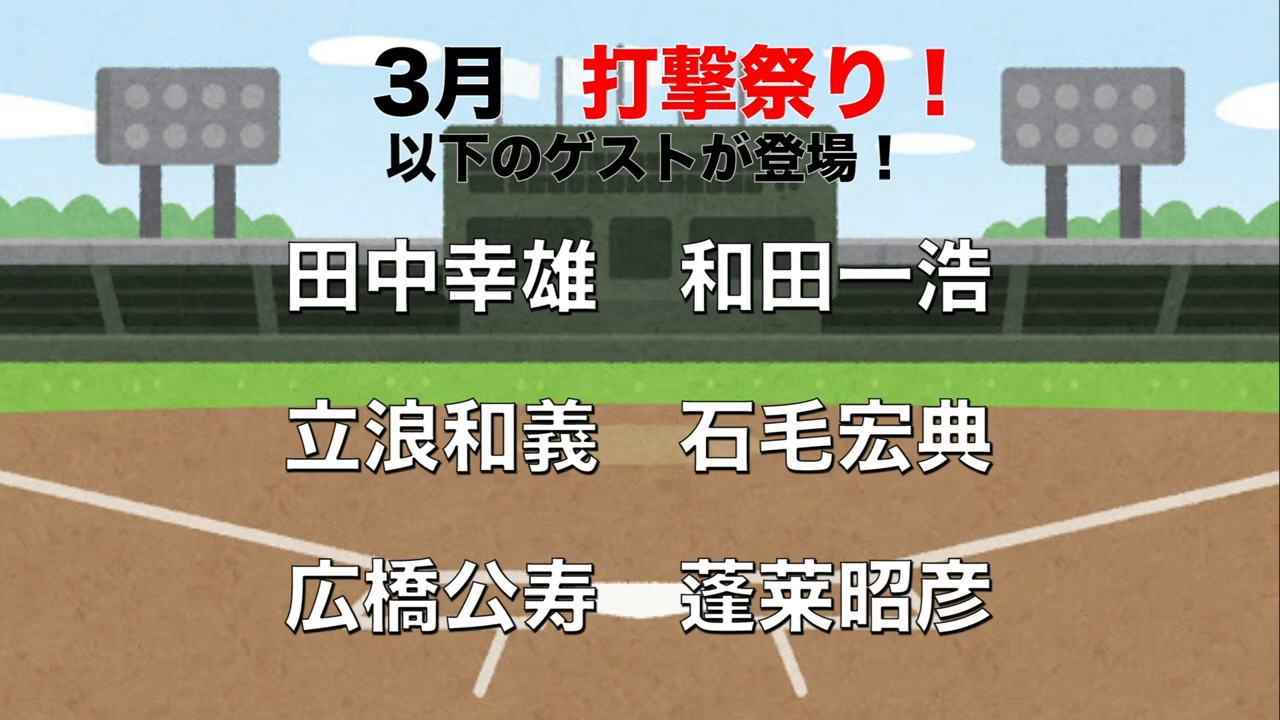 3月　打撃祭り！
以下のゲストが登場！
田中幸雄　和田一浩
立浪和義　石毛宏典
広橋公寿　蓬莱昭彦